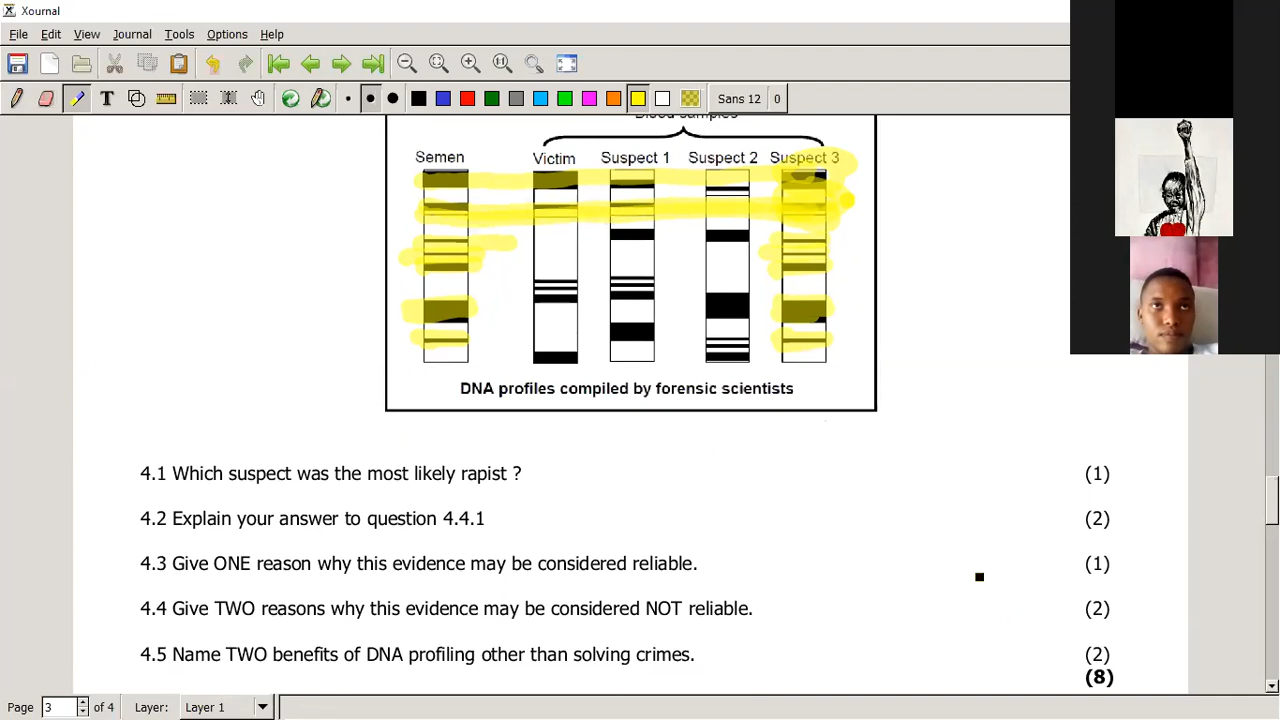 Xournal
File Edit View Journal Tools Options Help
Sans 12 0
Blood samples
Semen Victim Suspect 1 Suspect 2 Suspect 3
DNA profiles compiled by forensic scientists
4.1 Which suspect was the most likely rapist ? (1)
4.2 Explain your answer to question 4.4.1 (2)
4.3 Give ONE reason why this evidence may be considered reliable. (1)
4.4 Give TWO reasons why this evidence may be considered NOT reliable. (2)
4.5 Name TWO benefits of DNA profiling other than solving crimes. (2)
(8)
Page 3 of 4 Layer: Layer 1